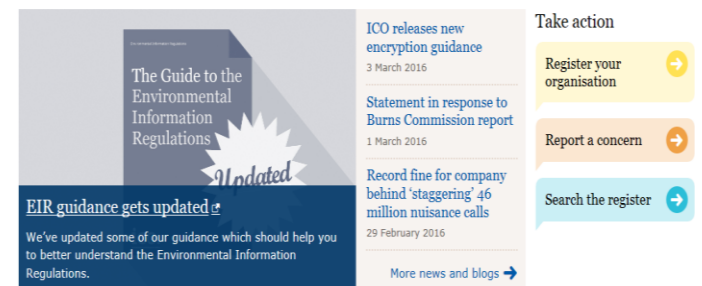 The Guide to the
Environmental
Information
Regulations
Updated
EIR guidance gets updated
We've updated some of our guidance which should help you
to better understand the Environmental Information
Regulations.
ICO releases new
encryption guidance
3 March 2016
Statement in response to
Burns Commission report
1 March 2016
Record fine for company
behind ‘staggering’ 46
million nuisance calls
29 February 2016
More news and blogs
Take action
Register your
organisation
Report a concern
Search the register